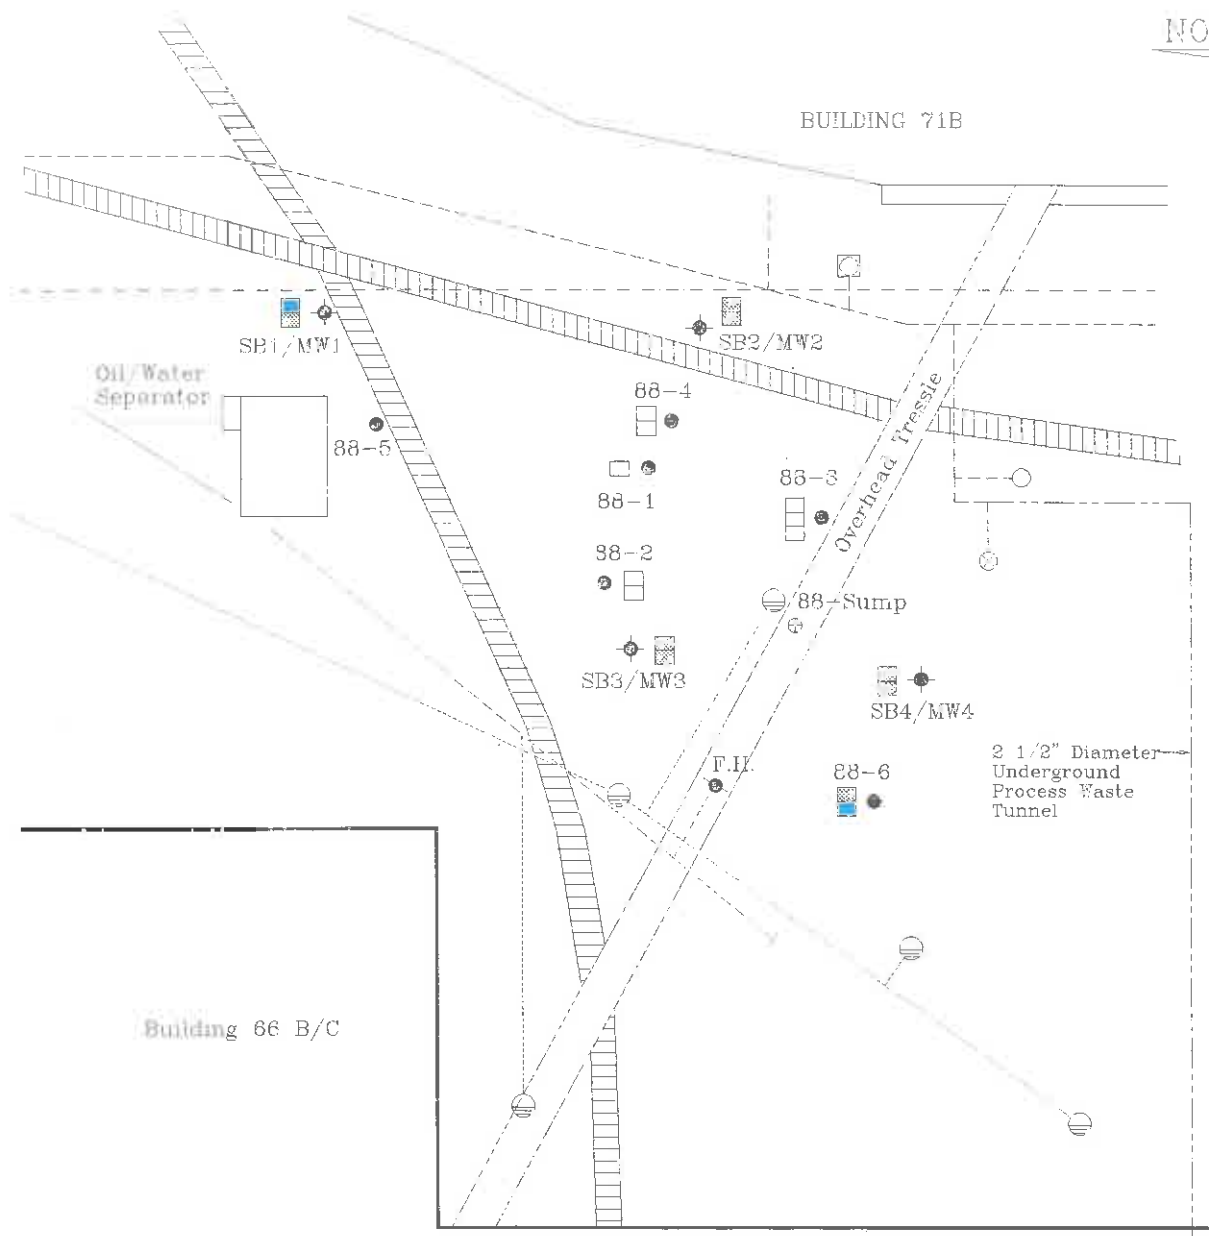 NO
BUILDING 71B
SB1/MW1
SB2/MW2
Oil/Water
Separator
88-4
88-5
88-1
88-3
Overhead Tressle
88-2
88-Sump
SB3/MW3
SB4/MW4
F.H.
88-6
2 1/2" Diameter
Underground
Process Waste
Tunnel
Building 66 B/C